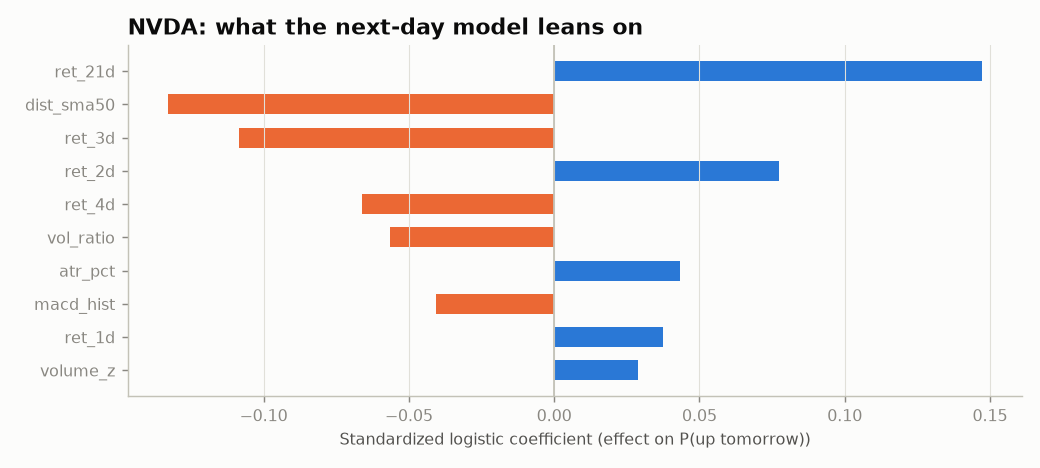 NVDA: what the next-day model leans on
ret_21d
dist_sma50
ret_3d
ret_2d
ret_4d
vol_ratio
atr_pct
macd_hist
ret_1d
volume_z
−0.10 −0.05 0.00 0.05 0.10 0.15
Standardized logistic coefficient (effect on P(up tomorrow))